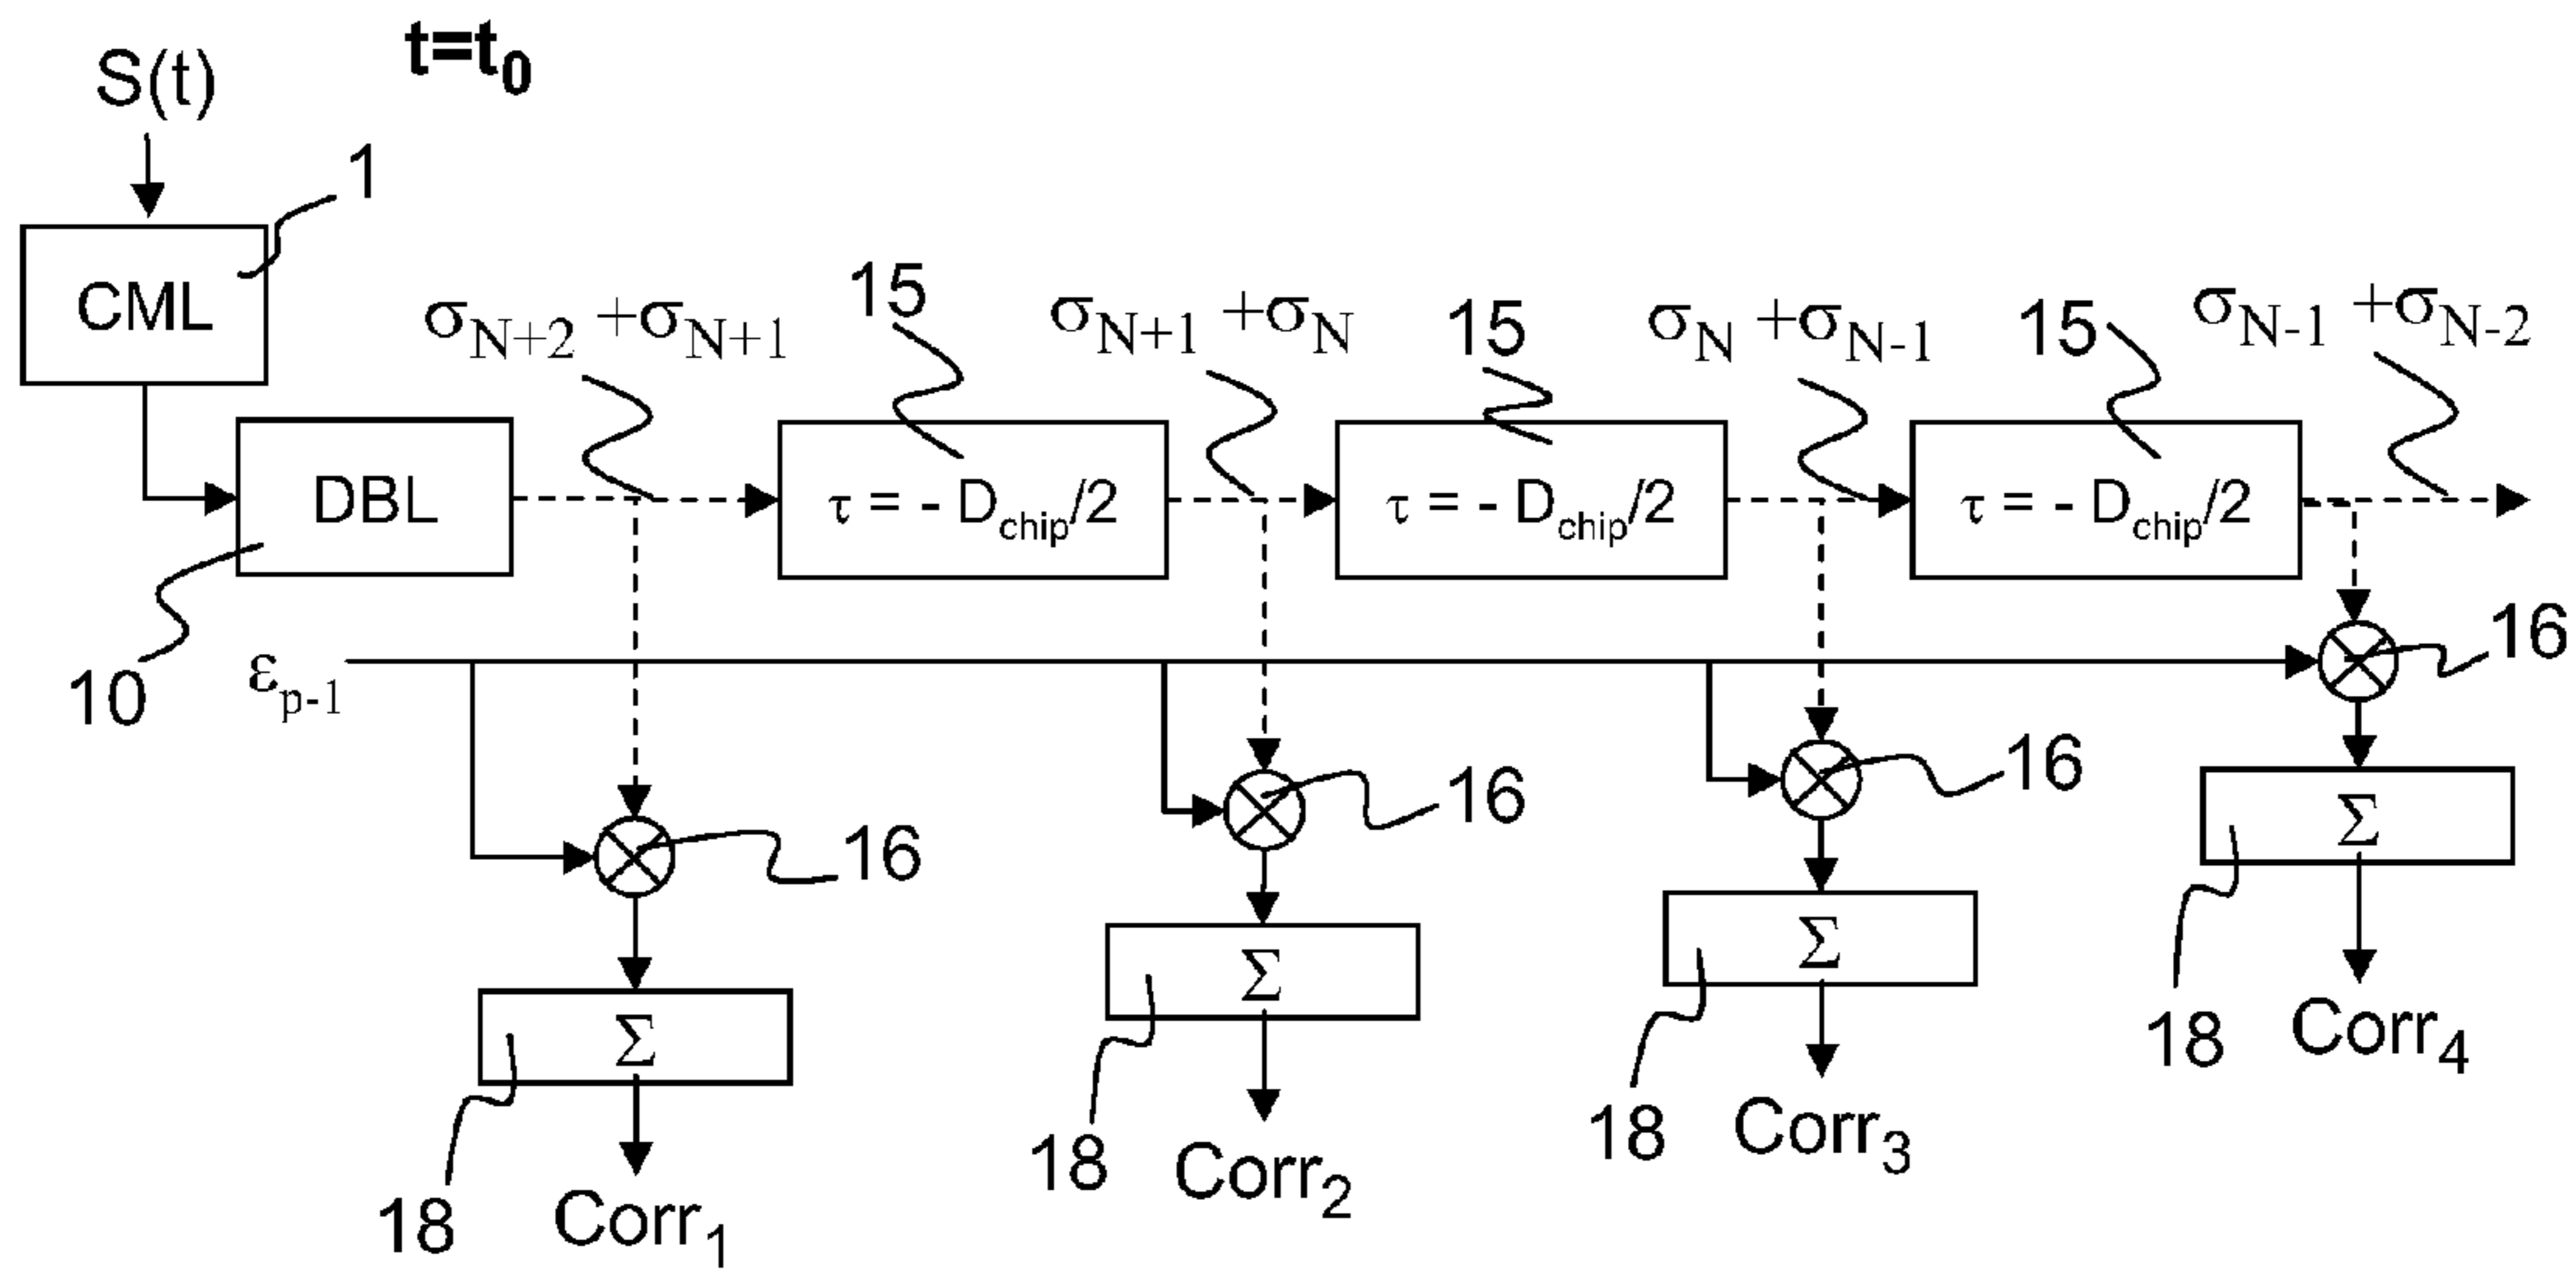 t=t₀
S(t)
1
CML
σN+2 +σN+1
15
σN+1 +σN
15
σN +σN-1
15
σN-1 +σN-2
DBL
τ = - Dchip/2
τ = - Dchip/2
τ = - Dchip/2
10
εp-1
16
16
16
16
Σ
Σ
Σ
Σ
18
Corr₁
18
Corr₂
18
Corr₃
18
Corr₄